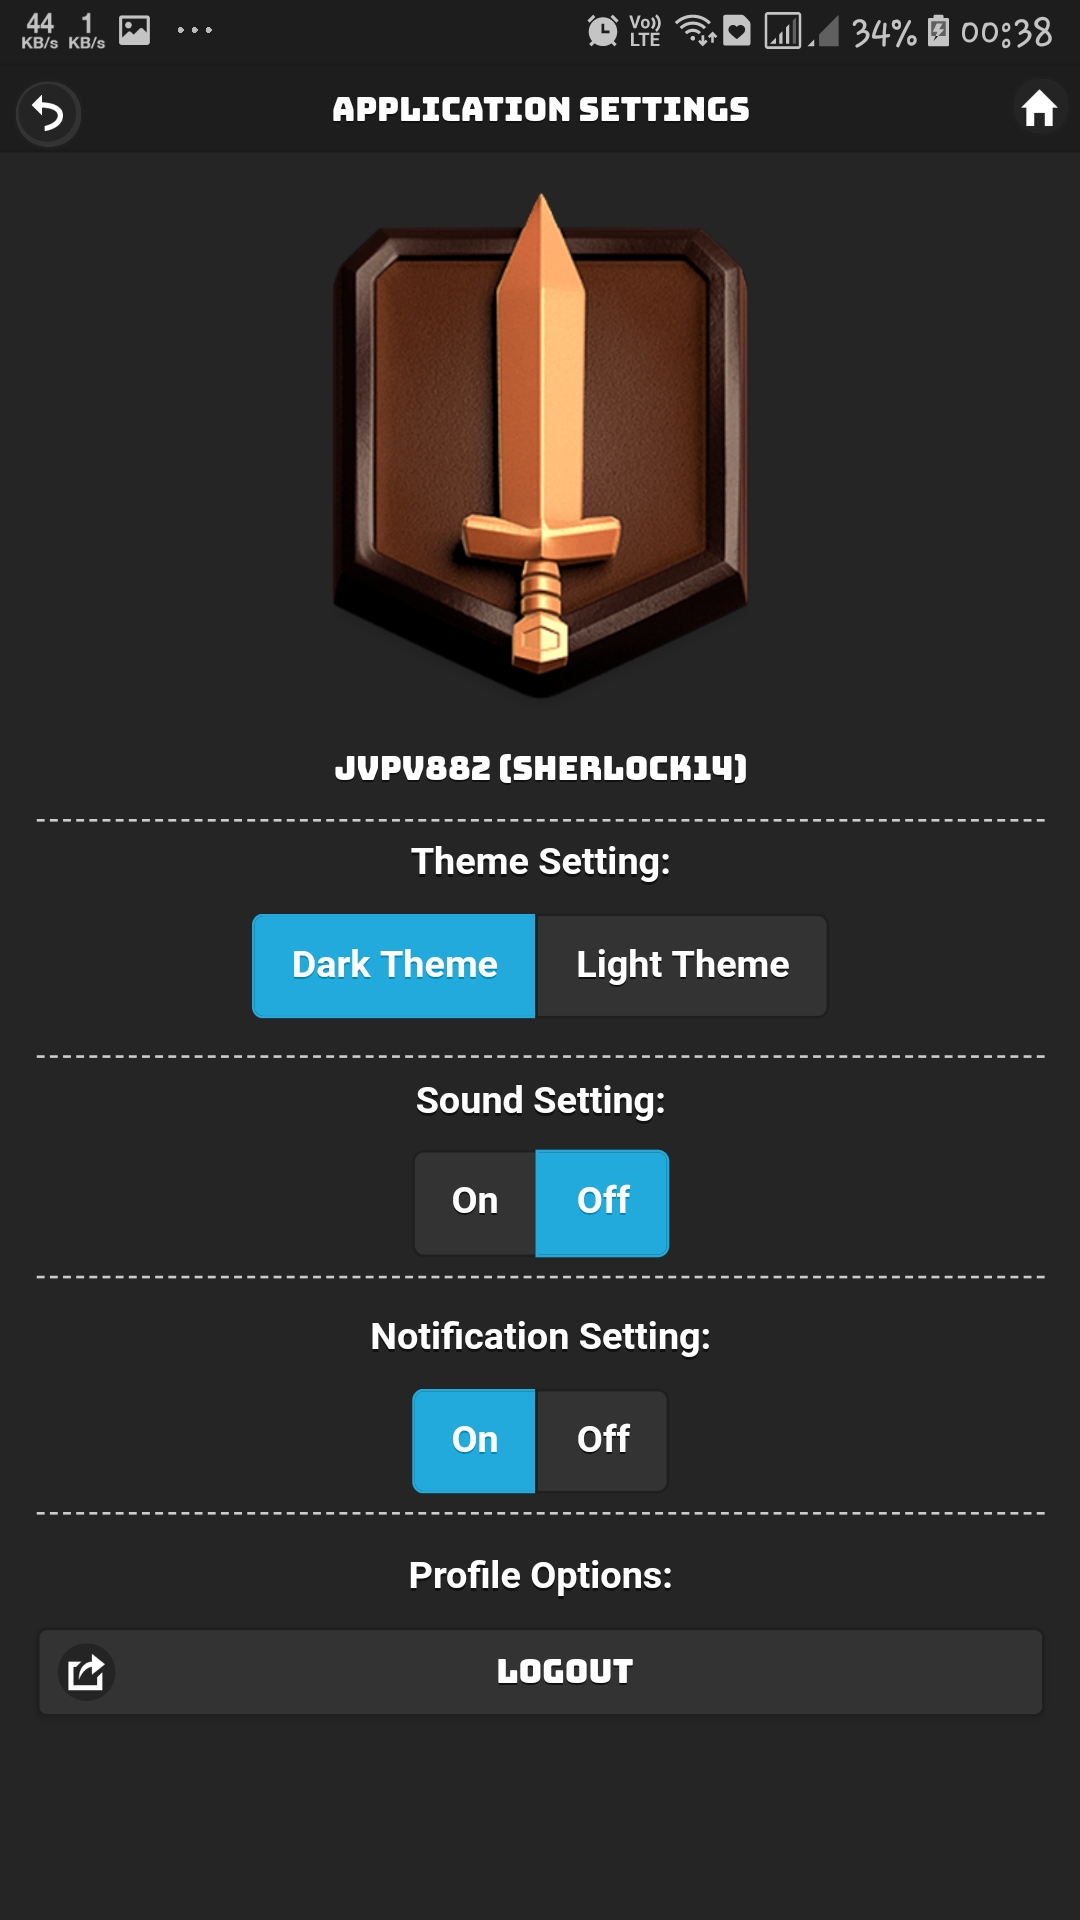 44 1 Vo)) 34% 00:38
KB/s KB/s LTE
APPLICATION SETTINGS
JVPV882 (SHERLOCK14)
Theme Setting:
Dark Theme Light Theme
Sound Setting:
On Off
Notification Setting:
On Off
Profile Options:
LOGOUT